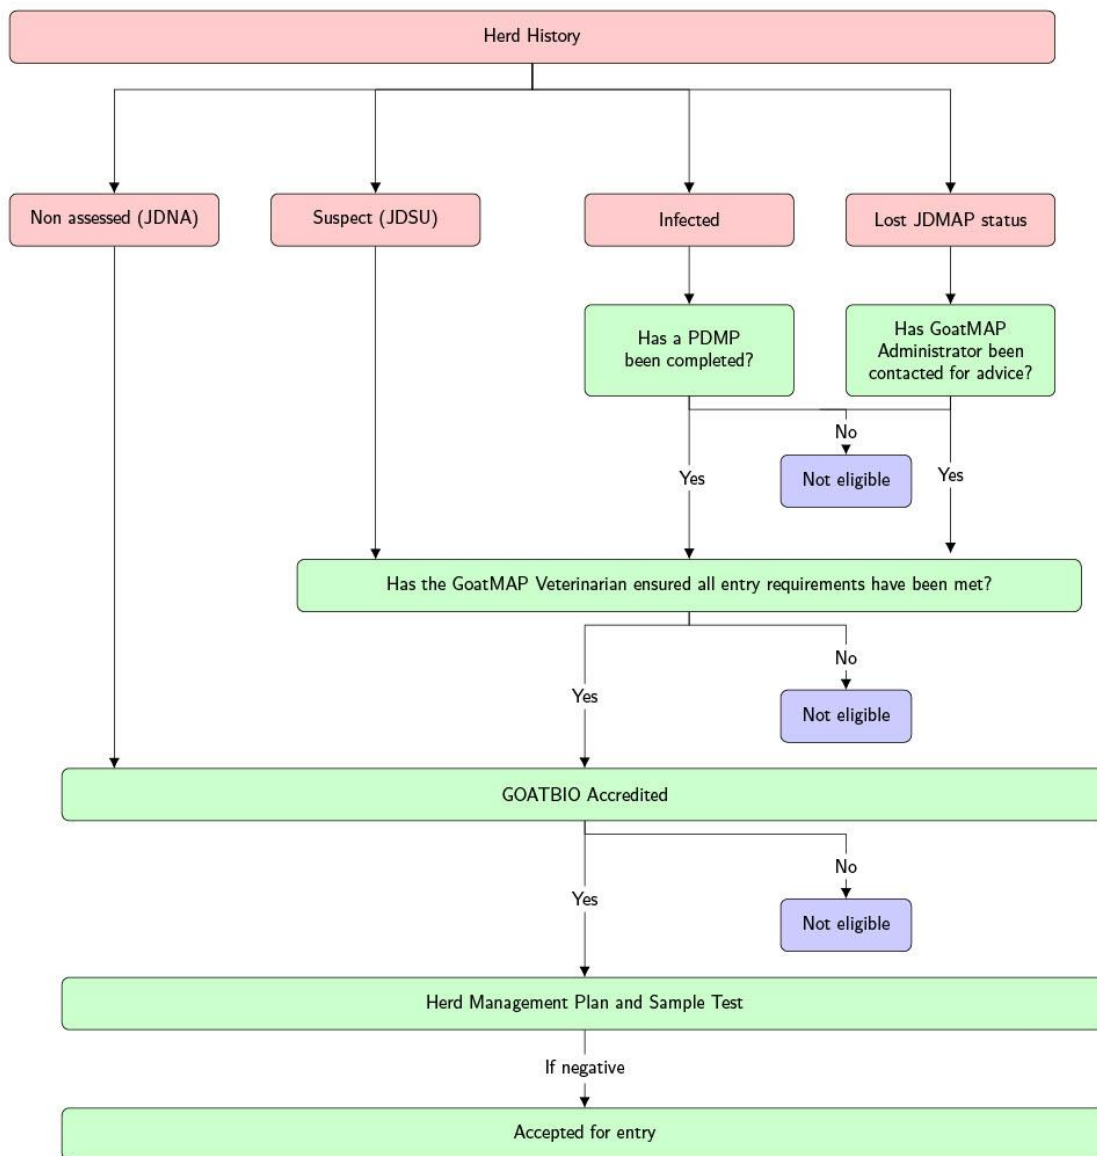 Herd History
Non assessed (JDNA)
Suspect (JDSU)
Infected
Lost JDMAP status
Has a PDMP
been completed?
Has GoatMAP
Administrator been
contacted for advice?
No
Not eligible
Yes
Yes
Has the GoatMAP Veterinarian ensured all entry requirements have been met?
No
Yes
Not eligible
GOATBIO Accredited
No
Yes
Not eligible
Herd Management Plan and Sample Test
If negative
Accepted for entry